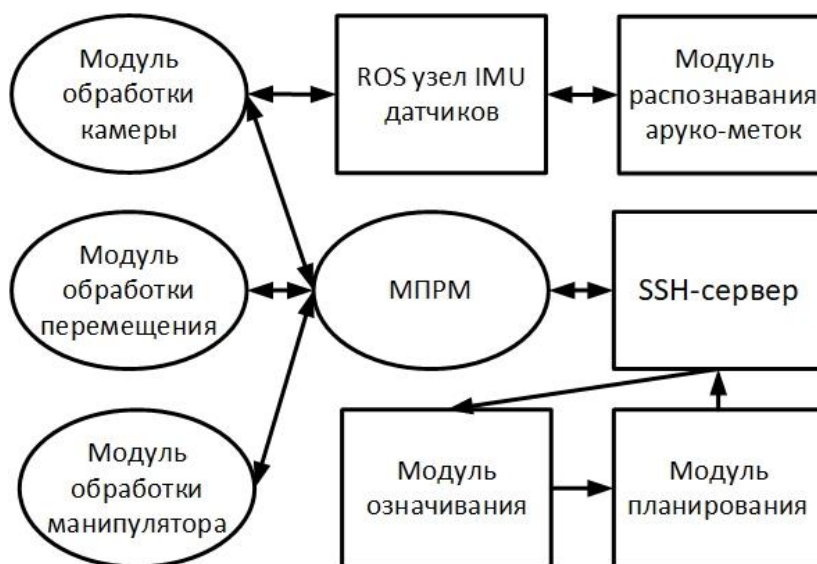 Модуль
обработки
камеры
ROS узел IMU
датчиков
Модуль
распознавания
аруко-меток
Модуль
обработки
перемещения
МПРМ
SSH-сервер
Модуль
обработки
манипулятора
Модуль
означивания
Модуль
планирования